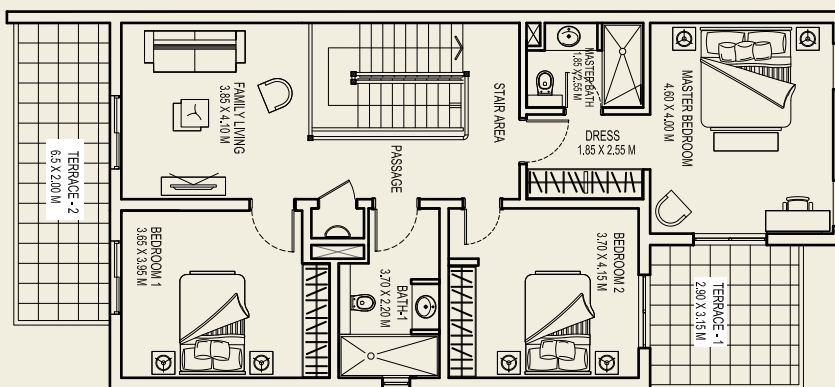 TERRACE - 2
6.5 X 2.00 M
FAMILY LIVING
3.85 X 4.10 M
PASSAGE
STAIR AREA
MASTER BATH
1.85 X 2.55 M
DRESS
1.85 X 2.55 M
MASTER BEDROOM
4.60 X 4.00 M
BEDROOM 1
3.65 X 3.95 M
BATH-1
3.70 X 2.20 M
BEDROOM 2
3.70 X 4.15 M
TERRACE - 1
2.90 X 3.15 M